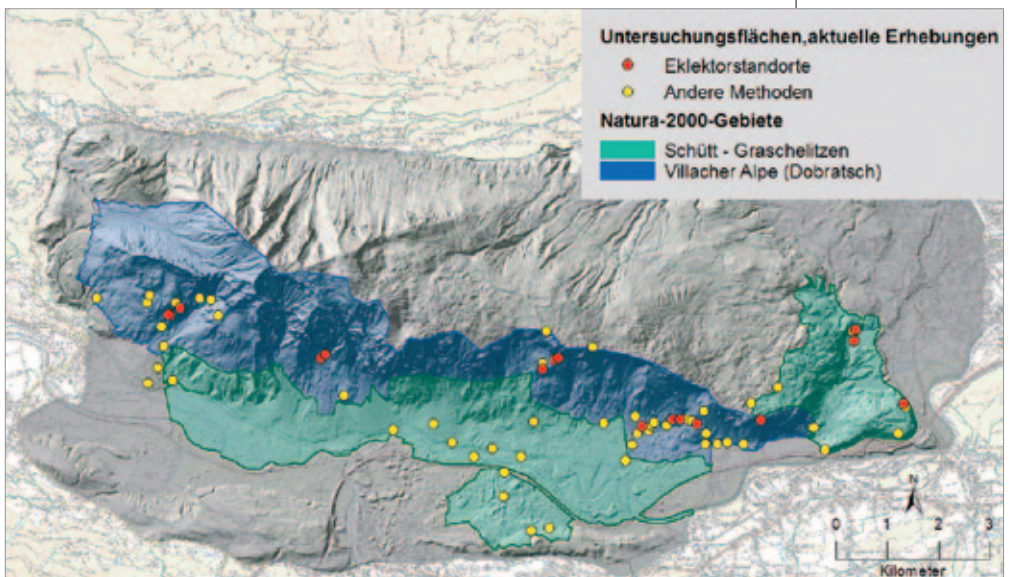 Untersuchungsflächen,aktuelle Erhebungen
Eklektorstandorte
Andere Methoden
Natura-2000-Gebiete
Schütt - Graschelitzen
Villacher Alpe (Dobratsch)
N
0 1 2 3
Kilometer